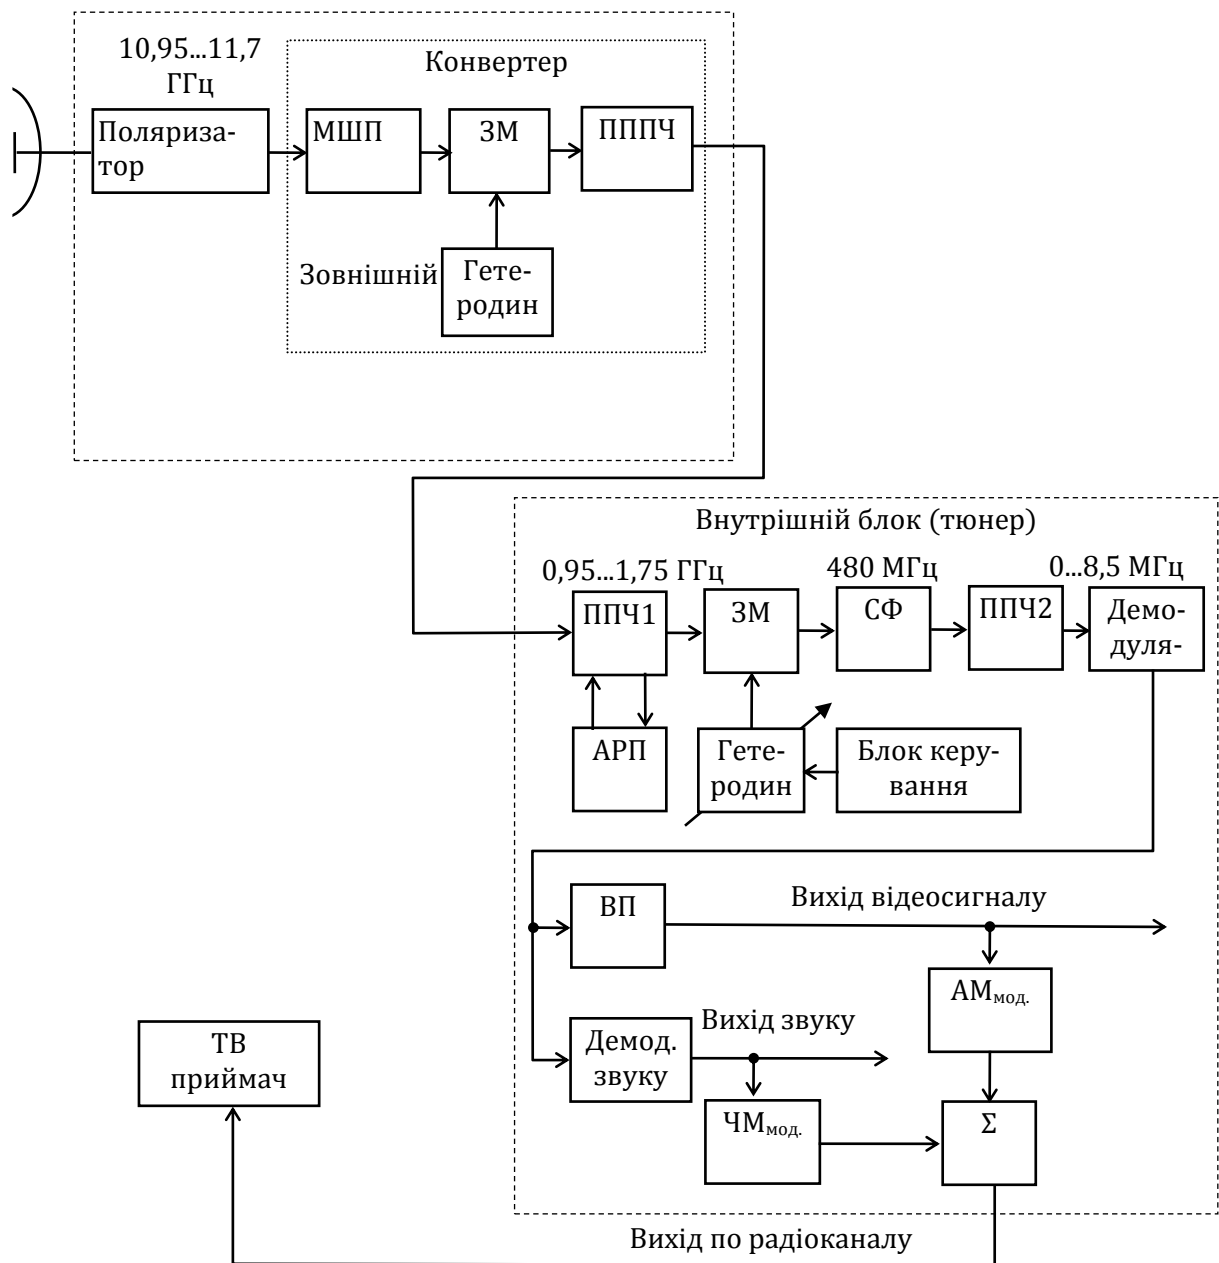 10,95...11,7
ГГц
Конвертер
Поляриза-
тор
МШП
ЗМ
ПППЧ
Зовнішній
Гете-
родин
Внутрішній блок (тюнер)
0,95...1,75 ГГц
480 МГц
0...8,5 МГц
ППЧ1
ЗМ
СФ
ППЧ2
Демо-
дуля-
АРП
Гете-
родин
Блок керу-
вання
ВП
Вихід відеосигналу
АМмод.
Вихід звуку
Демод.
звуку
ТВ
приймач
ЧМмод.
Σ
Вихід по радіоканалу